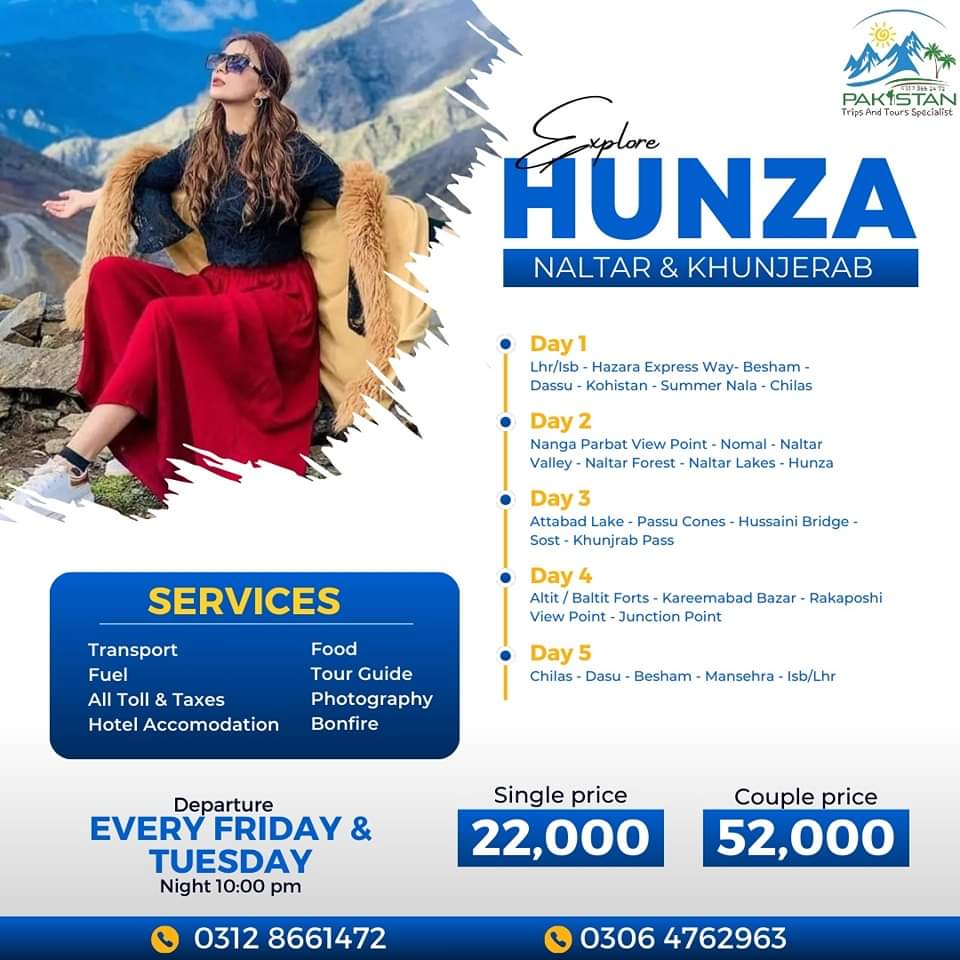 PAKISTAN
Trips And Tours Specialist
Explore
HUNZA
NALTAR & KHUNJERAB
Day 1
Lhr/Isb - Hazara Express Way- Besham -
Dassu - Kohistan - Summer Nala - Chilas
Day 2
Nanga Parbat View Point - Nomal - Naltar
Valley - Naltar Forest - Naltar Lakes - Hunza
Day 3
Attabad Lake - Passu Cones - Hussaini Bridge -
Sost - Khunjrab Pass
Day 4
Altit / Baltit Forts - Kareemabad Bazar - Rakaposhi
View Point - Junction Point
Day 5
Chilas - Dasu - Besham - Mansehra - Isb/Lhr
SERVICES
Transport
Fuel
All Toll & Taxes
Hotel Accomodation
Food
Tour Guide
Photography
Bonfire
Departure
EVERY FRIDAY &
TUESDAY
Night 10:00 pm
Single price
22,000
Couple price
52,000
0312 8661472
0306 4762963